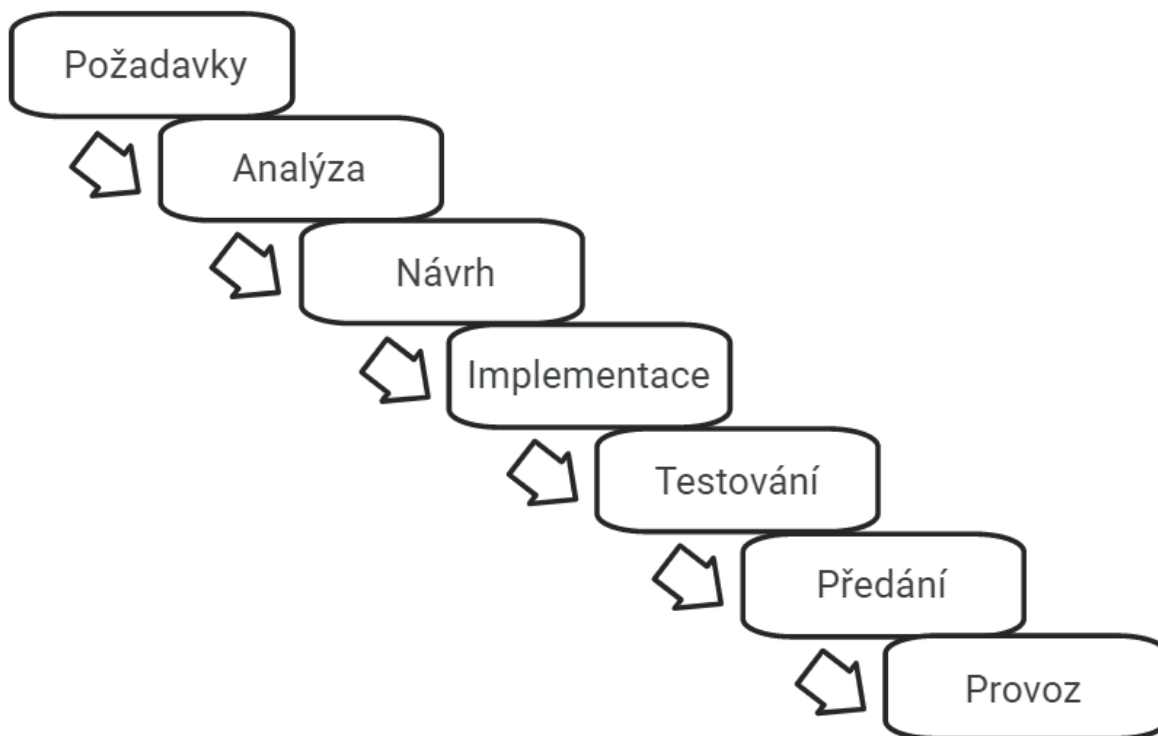 Požadavky
Analýza
Návrh
Implementace
Testování
Předání
Provoz